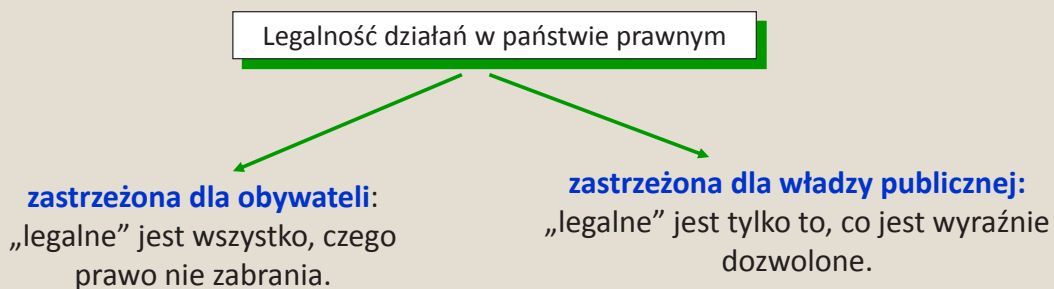 Legalność działań w państwie prawnym
zastrzeżona dla obywateli:
„legalne” jest wszystko, czego
prawo nie zabrania.
zastrzeżona dla władzy publicznej:
„legalne” jest tylko to, co jest wyraźnie
dozwolone.